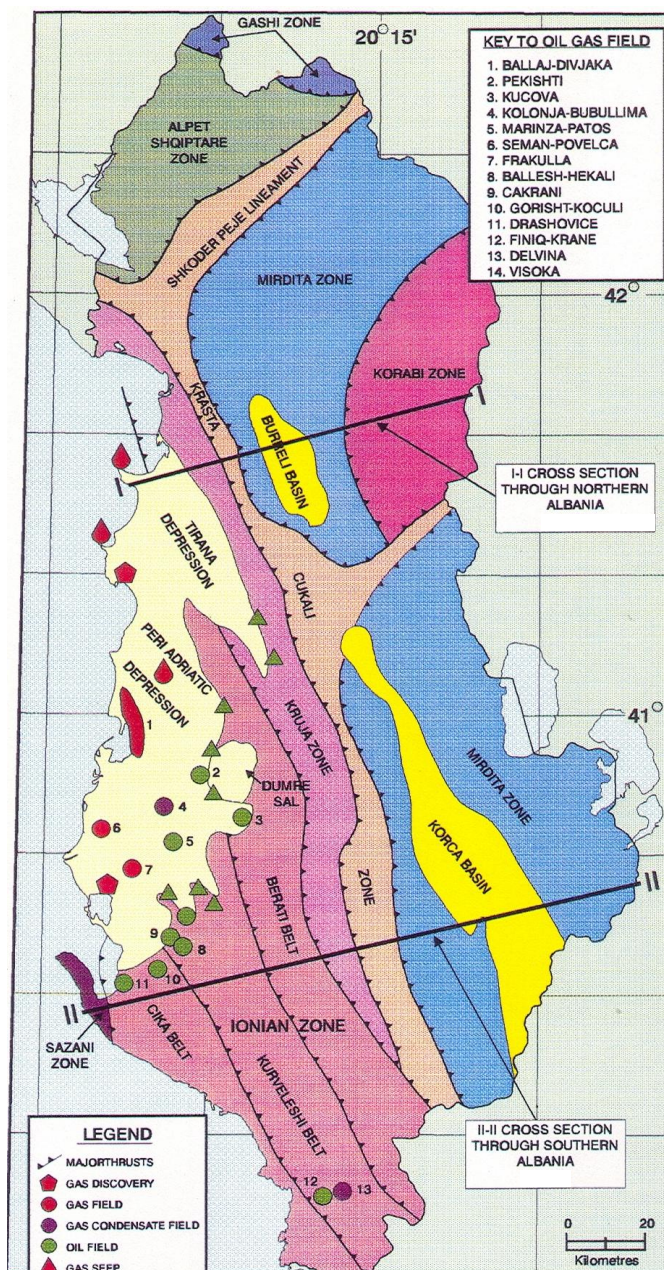 GASHI ZONE
20° 15'
KEY TO OIL GAS FIELD
1. BALLAJ-DIVJAKA
2. PEKISHTI
3. KUCOVA
4. KOLONJA-BUBULLIMA
5. MARINZA-PATOS
6. SEMAN-POVELCA
7. FRAKULLA
8. BALLESH-HEKALI
9. CAKRANI
10. GORISHT-KOCULI
11. DRASHOVICE
12. FINIQ-KRANE
13. DELVINA
14. VISOKA
ALPET
SHQIPTARE
ZONE
SHKODER PEJE LINEAMENT
MIRDITA ZONE
42°
KORABI ZONE
KRASTA
I
BURDELI BASIN
I
I-I CROSS SECTION
THROUGH NORTHERN
ALBANIA
TIRANA
DEPRESSION
CUKALI
PERI ADRIATIC
DEPRESSION
1
KRUJA ZONE
41°
MIRDITA ZONE
2
DUMRE
SAL
4
3
6
5
KORCA BASIN
7
ZONE
BERATI BELT
II
9
8
10
11
II
IONIAN ZONE
SAZANI
ZONE
CIKA BELT
KURVELESHI BELT
II-II CROSS SECTION
THROUGH SOUTHERN
ALBANIA
12
13
LEGEND
MAJORTHRUSTS
GAS DISCOVERY
GAS FIELD
GAS CONDENSATE FIELD
OIL FIELD
GAS SEEP
0 20
Kilometres